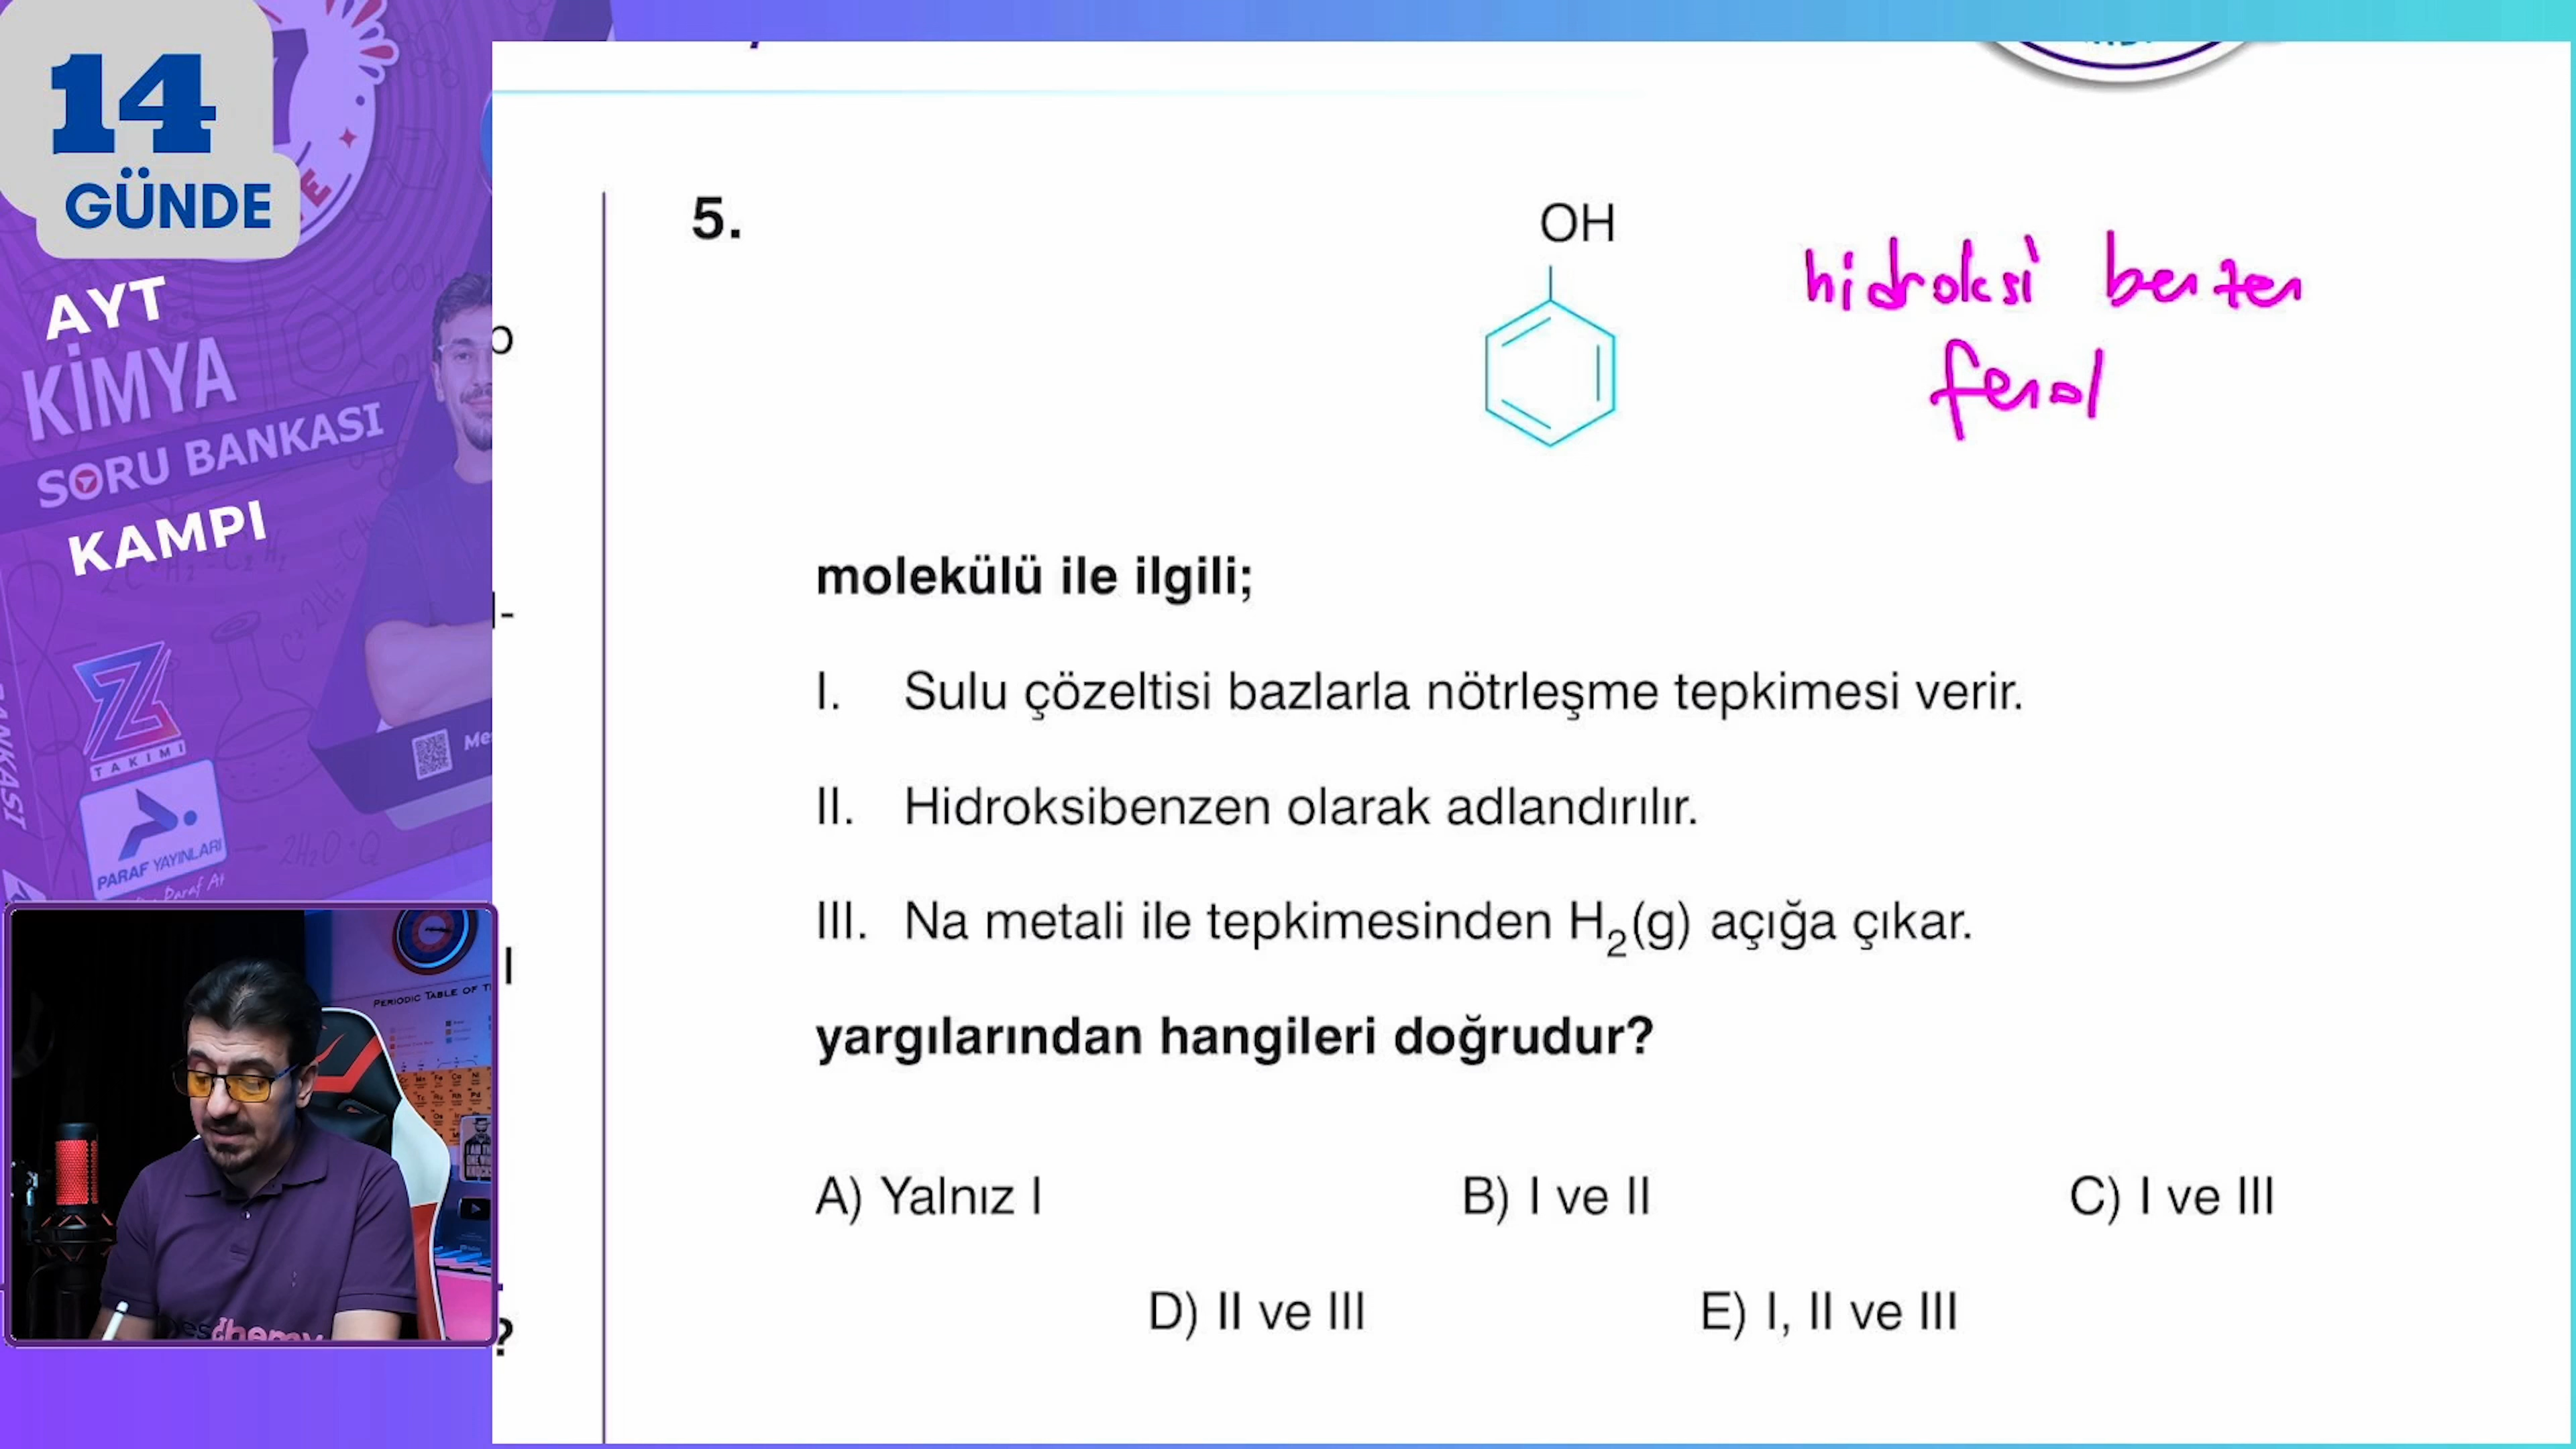 14
GÜNDE
AYT
KİMYA
SORU BANKASI
KAMPI
Z
TAKIMI
PARAF YAYINLARI
PERIODIC TABLE OF T
5.
OH
hidroksi benzen
fenol
molekülü ile ilgili;
I. Sulu çözeltisi bazlarla nötrleşme tepkimesi verir.
II. Hidroksibenzen olarak adlandırılır.
III. Na metali ile tepkimesinden H₂(g) açığa çıkar.
yargılarından hangileri doğrudur?
A) Yalnız I B) I ve II C) I ve III
D) II ve III E) I, II ve III